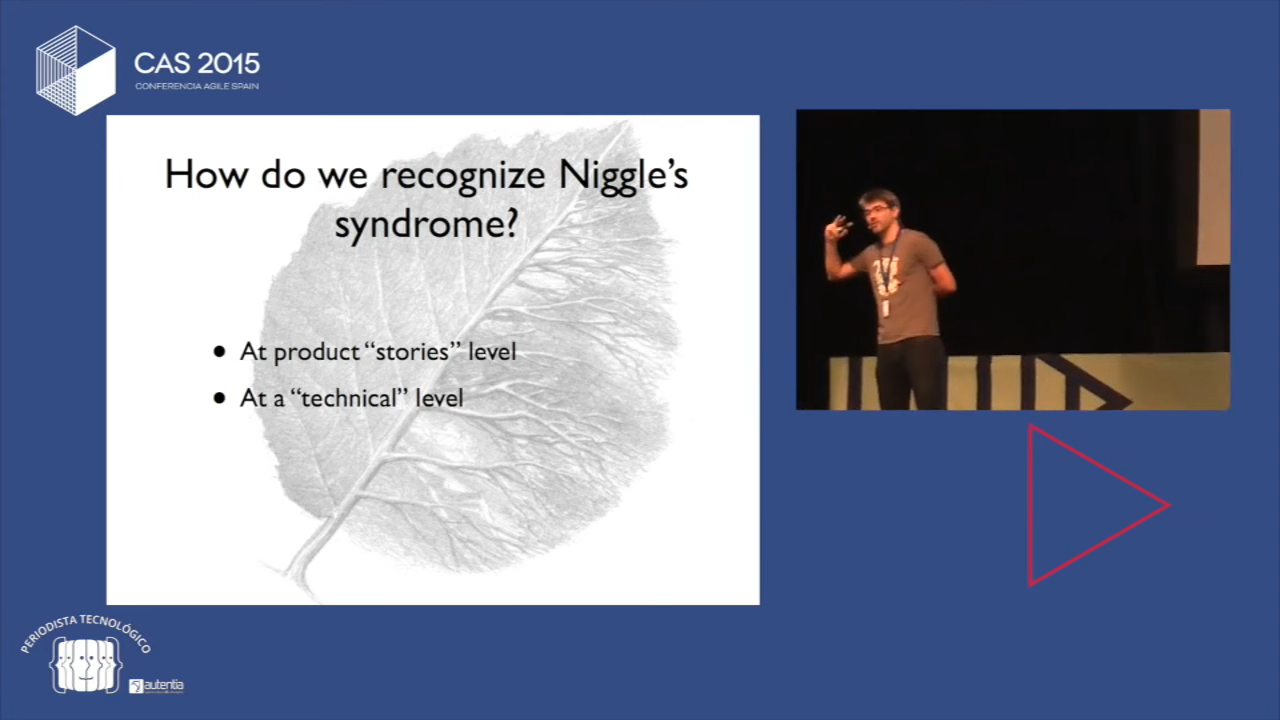 CAS 2015
CONFERENCIA AGILE SPAIN
How do we recognize Niggle’s
syndrome?
● At product “stories” level
● At a “technical” level
PERIODISTA TECNOLÓGICO
autentia